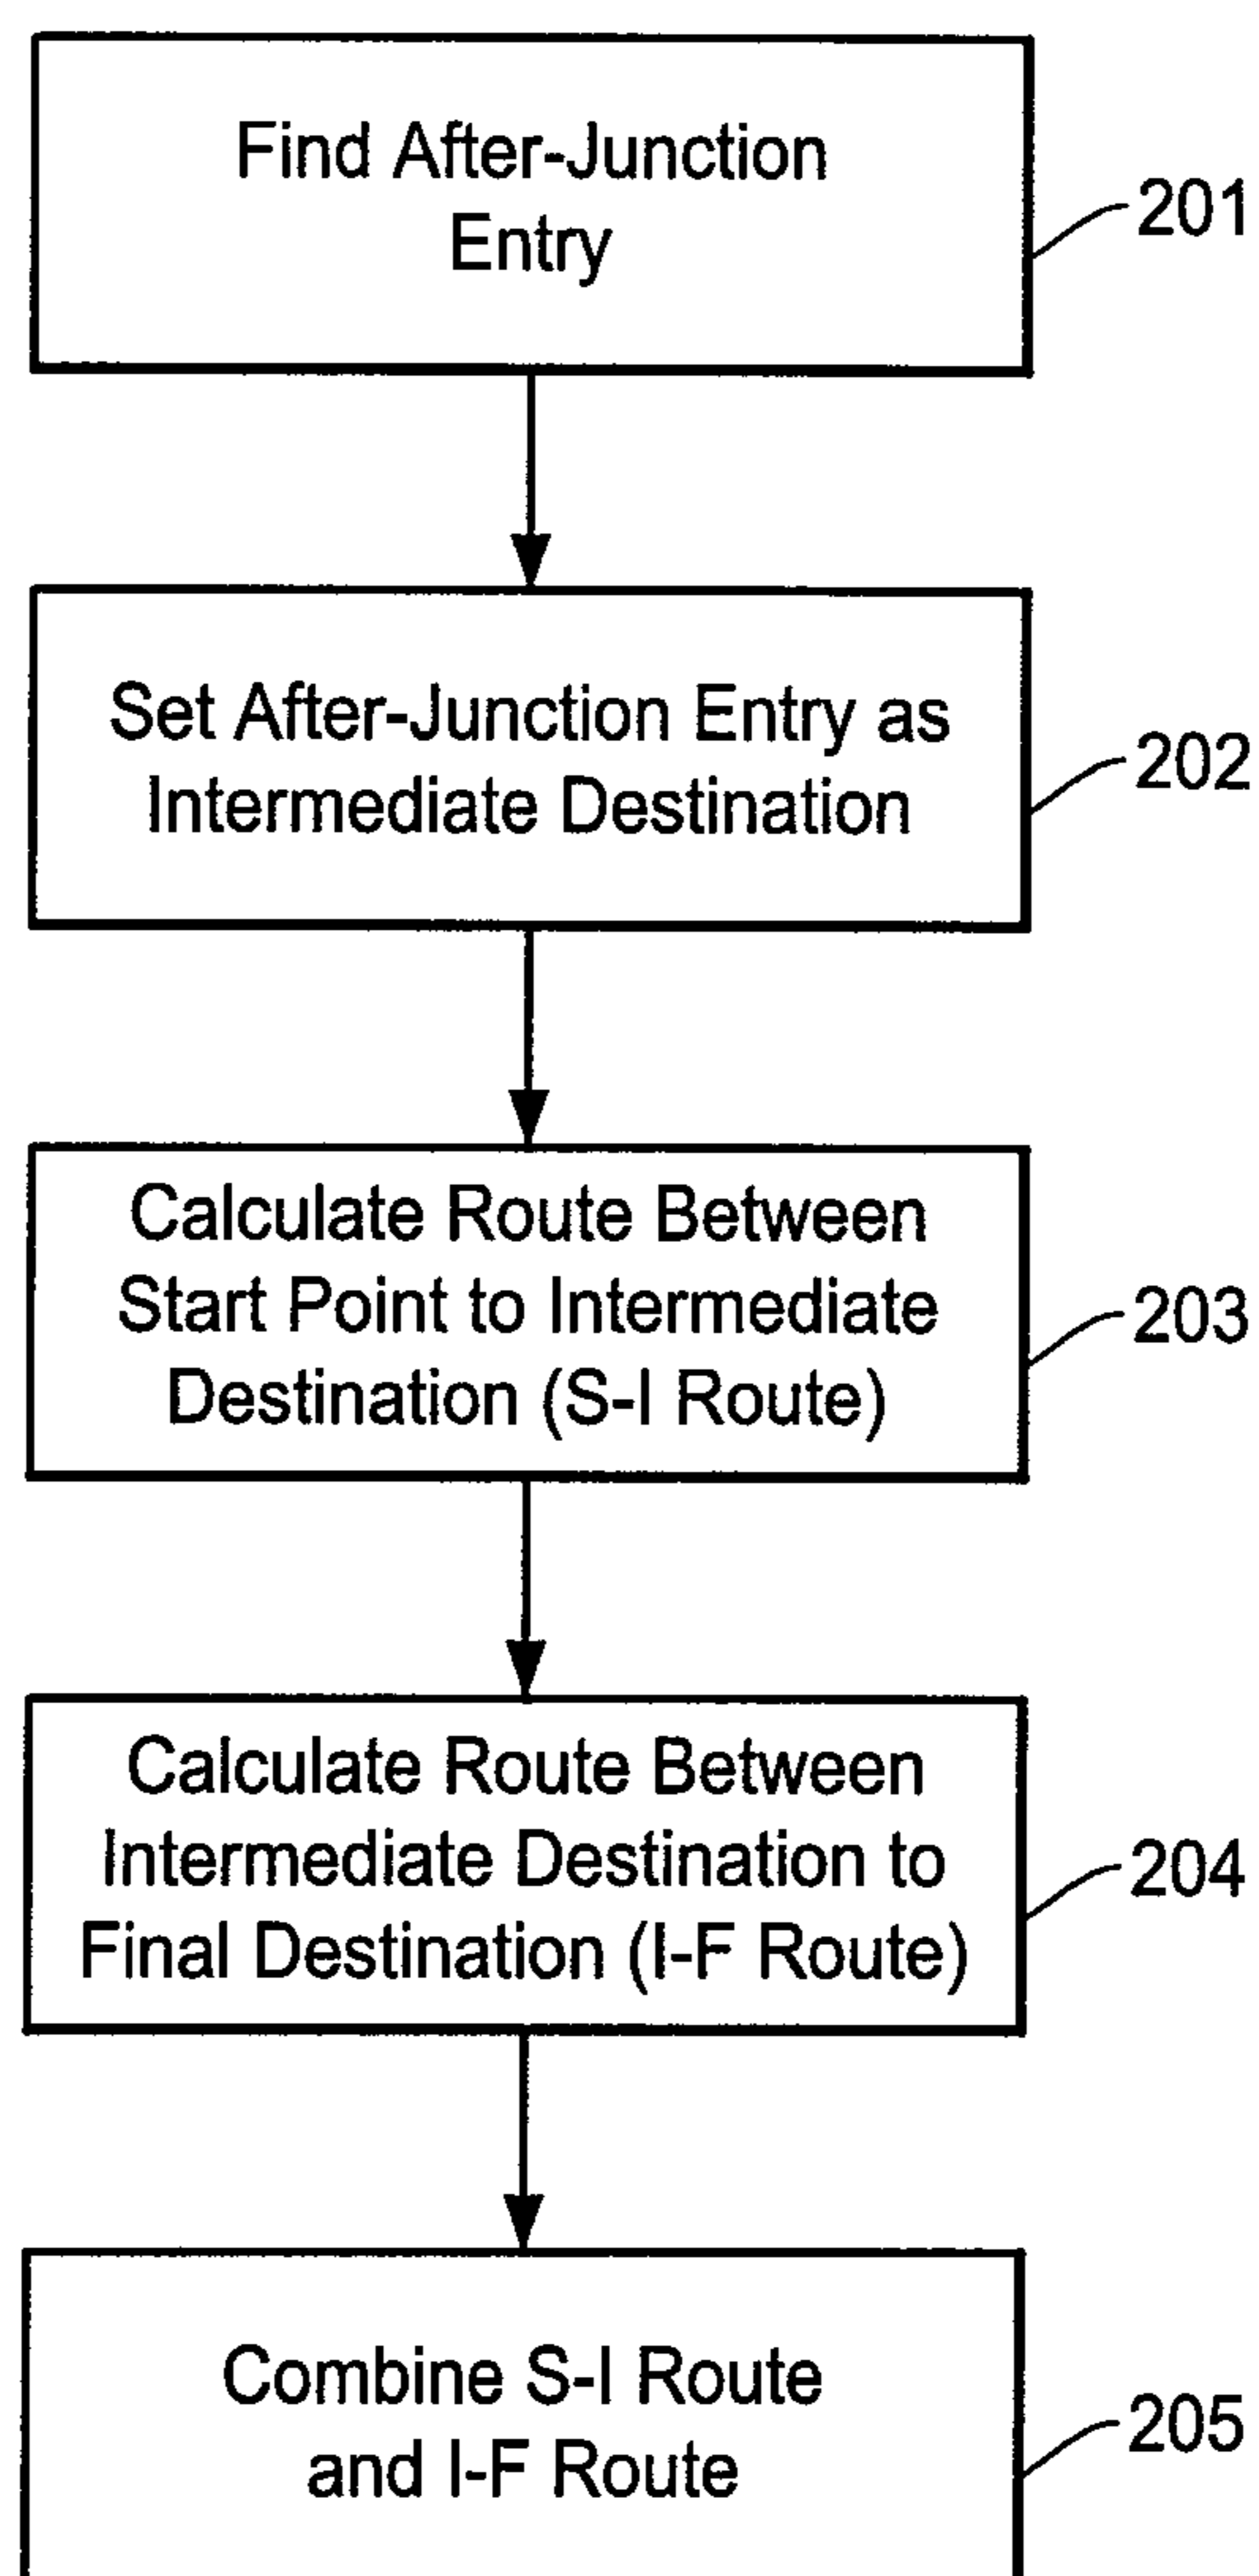 Find After-Junction
Entry
201
Set After-Junction Entry as
Intermediate Destination
202
Calculate Route Between
Start Point to Intermediate
Destination (S-I Route)
203
Calculate Route Between
Intermediate Destination to
Final Destination (I-F Route)
204
Combine S-I Route
and I-F Route
205